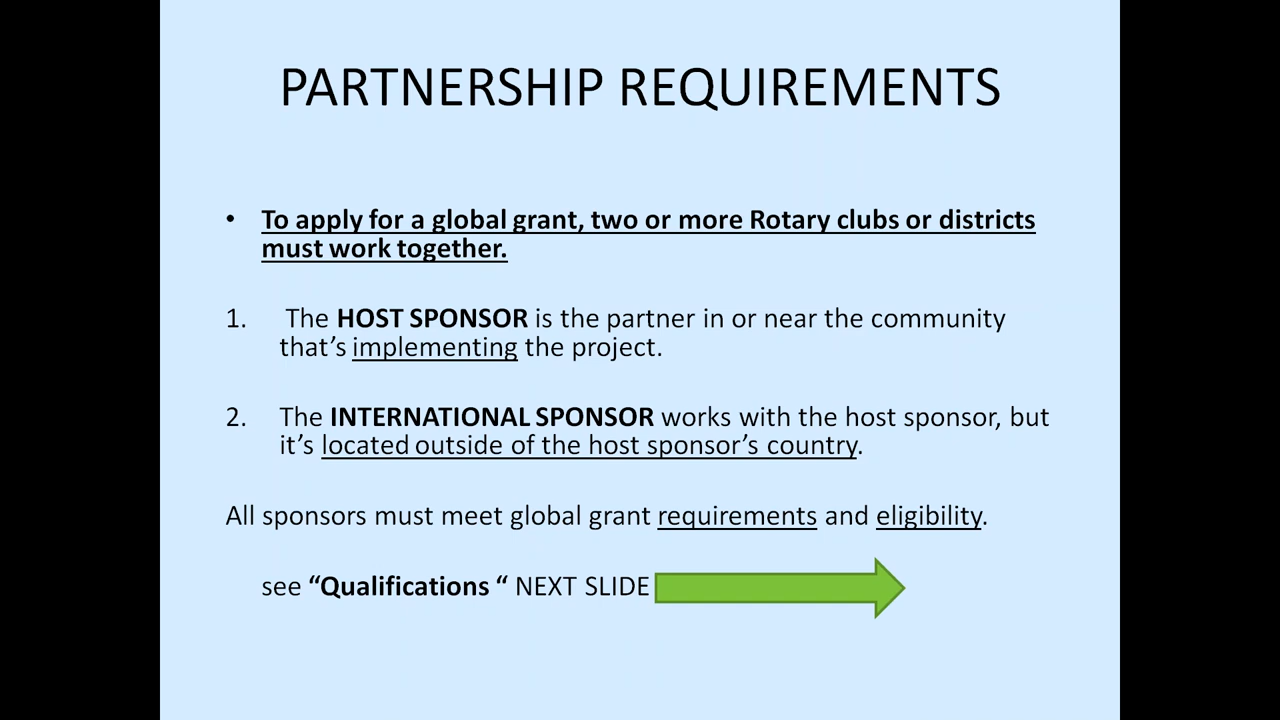 PARTNERSHIP REQUIREMENTS
• To apply for a global grant, two or more Rotary clubs or districts
must work together.
1. The HOST SPONSOR is the partner in or near the community
that’s implementing the project.
2. The INTERNATIONAL SPONSOR works with the host sponsor, but
it’s located outside of the host sponsor’s country.
All sponsors must meet global grant requirements and eligibility.
see “Qualifications “ NEXT SLIDE